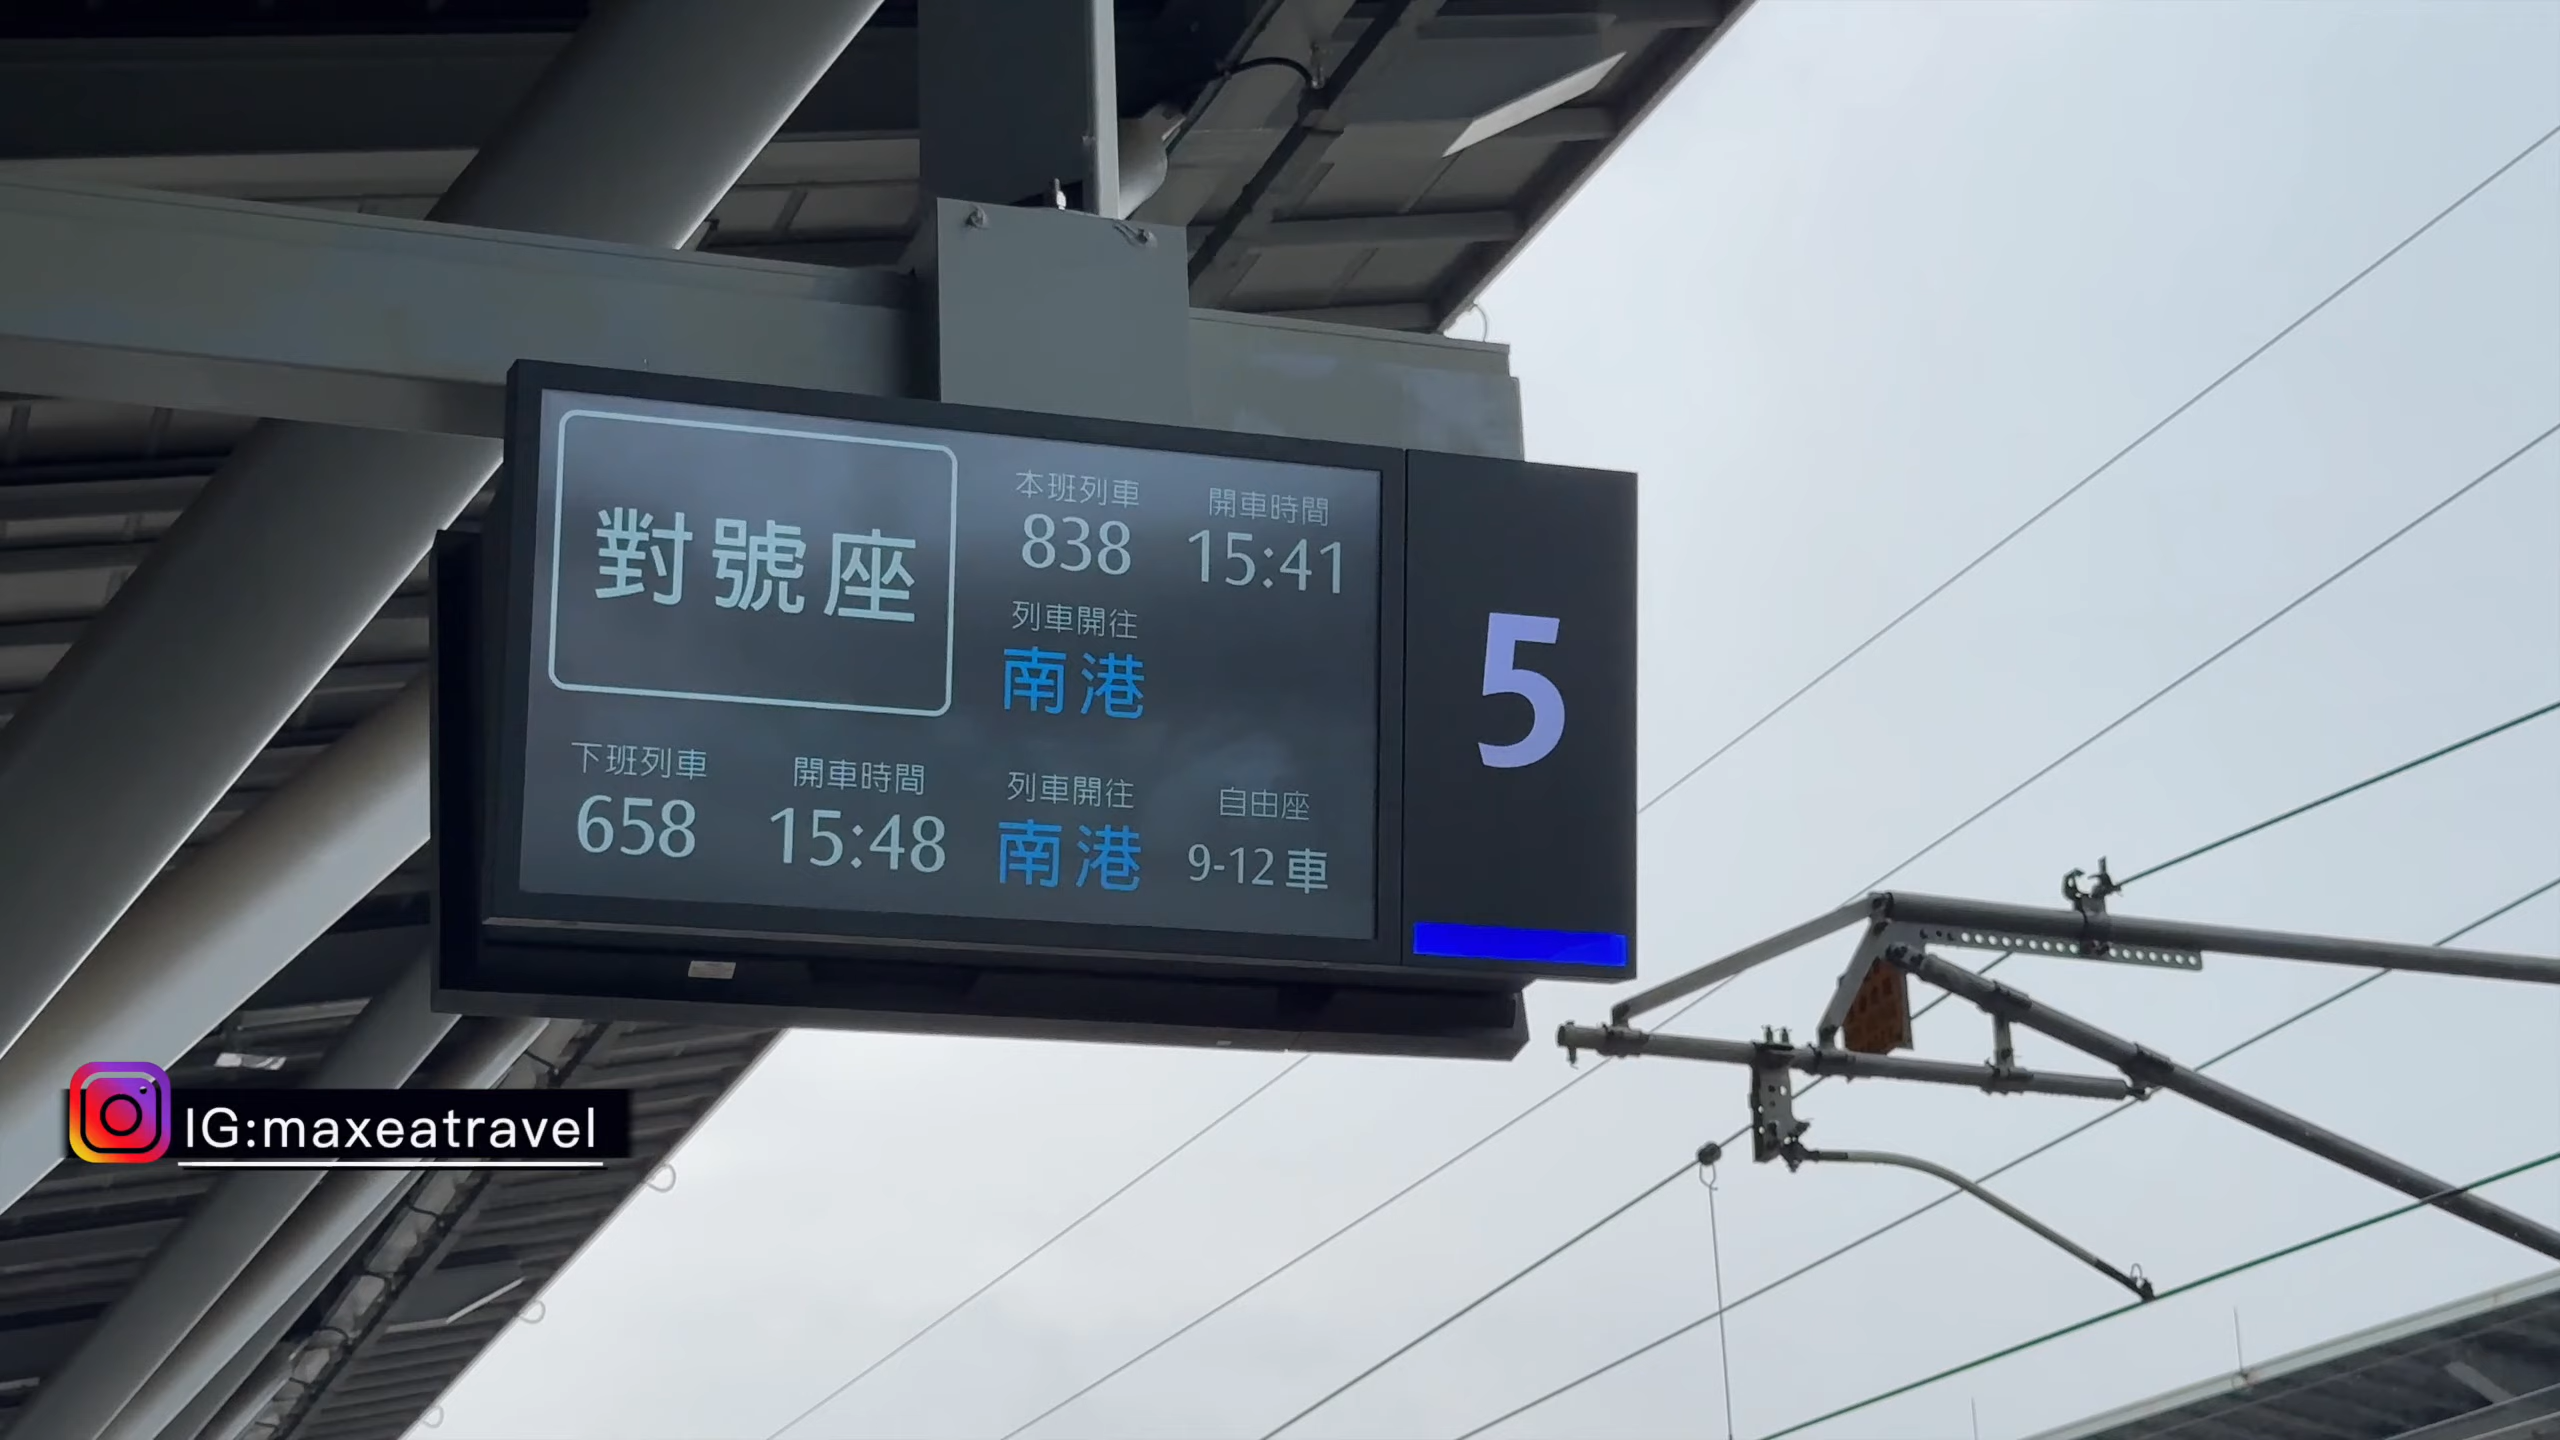 對號座
本班列車 開車時間
838 15:41
列車開往
南港
下班列車 開車時間 列車開往 自由座
658 15:48 南港 9-12車
5
IG:maxeatravel